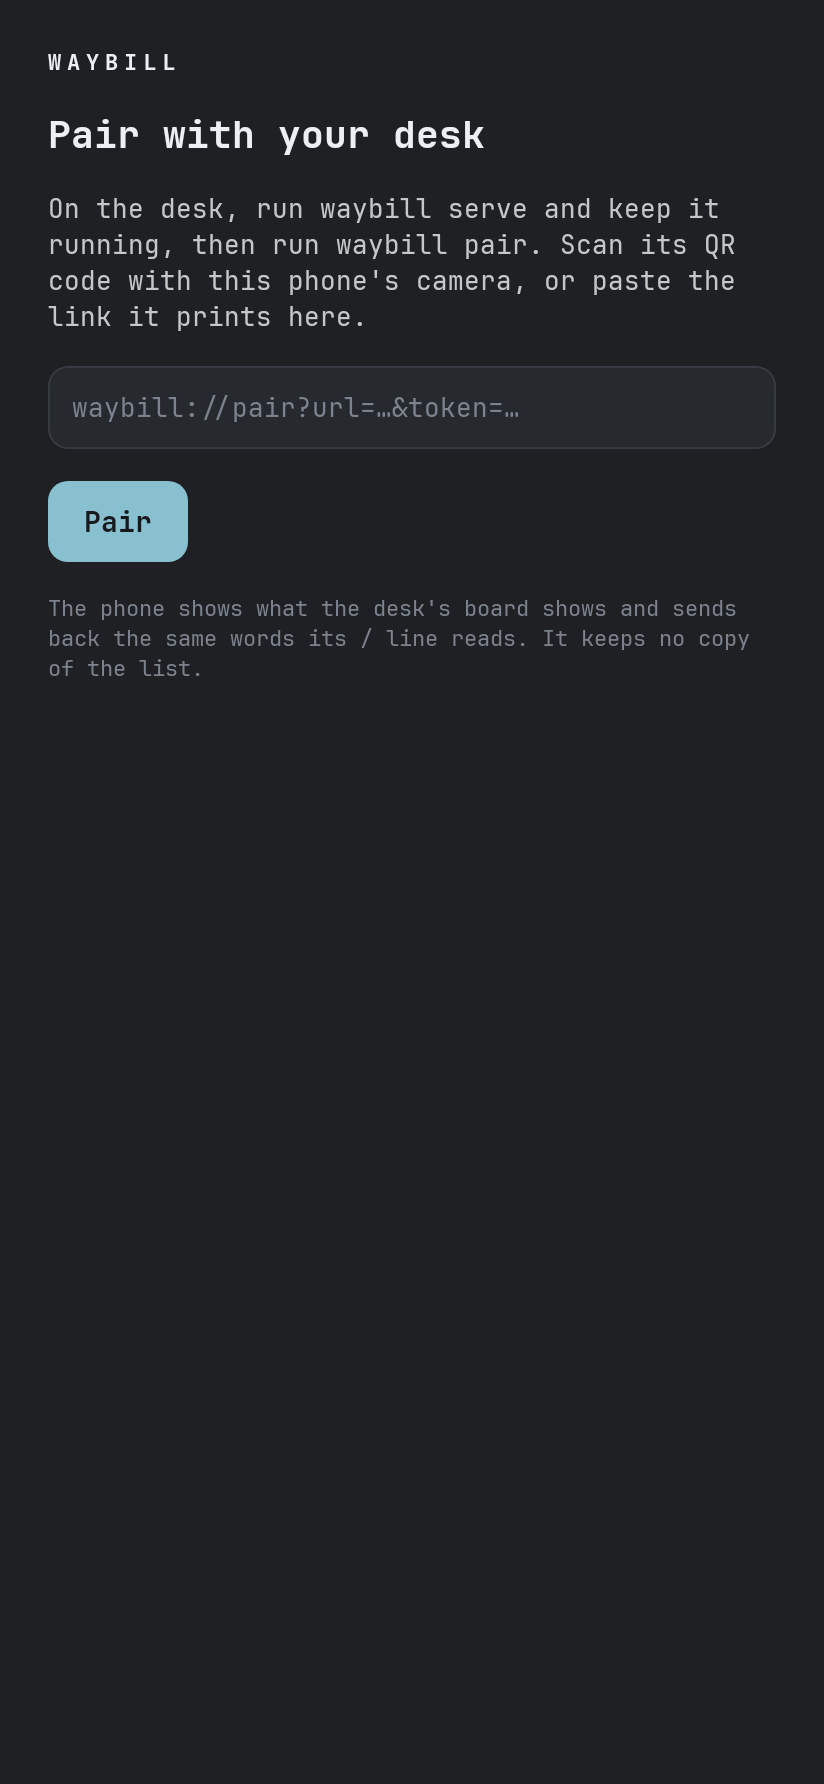 WAYBILL
Pair with your desk
On the desk, run waybill serve and keep it
running, then run waybill pair. Scan its QR
code with this phone's camera, or paste the
link it prints here.
waybill://pair?url=…&token=…
Pair
The phone shows what the desk's board shows and sends
back the same words its / line reads. It keeps no copy
of the list.